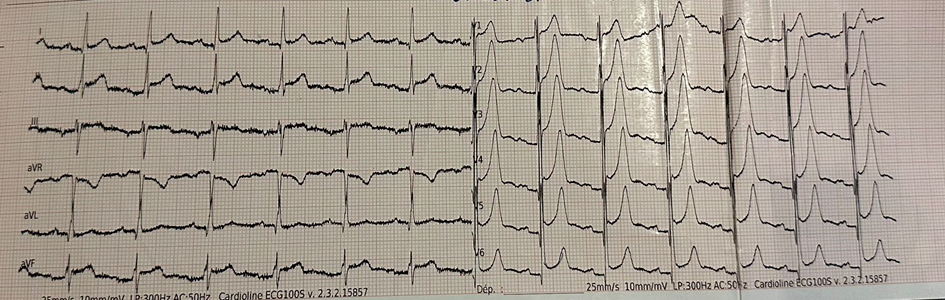 I
1
2
III
3
aVR
4
aVL
5
aVF
6
25mm/s 10mm/mV LP:300Hz AC:50Hz Cardioline ECG100S v. 2.3.2.15857
Dép. :
25mm/s 10mm/mV LP:300Hz AC:50Hz Cardioline ECG100S v. 2.3.2.15857